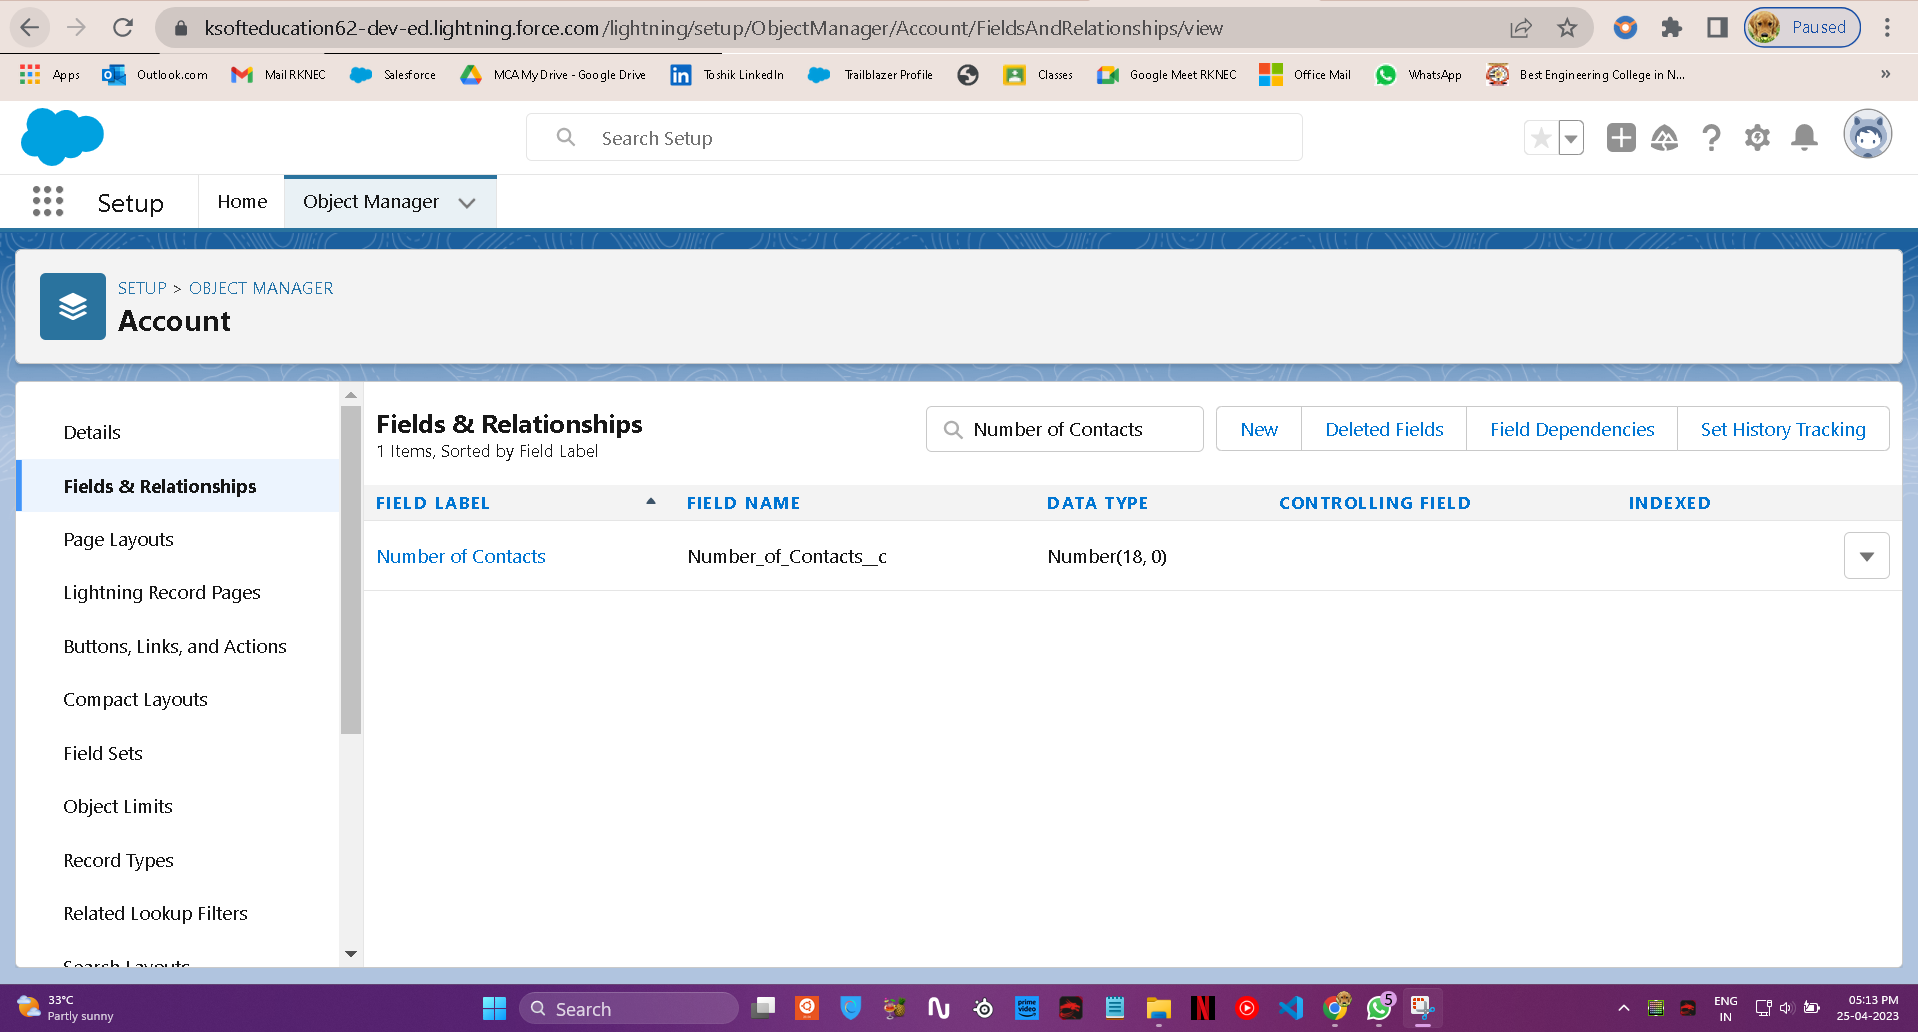 ksofteducation62-dev-ed.lightning.force.com/lightning/setup/ObjectManager/Account/FieldsAndRelationships/view
Paused
Apps
Outlook.com
Mail RKNEC
Salesforce
MCA My Drive - Google Drive
Toshik LinkedIn
Trailblazer Profile
Classes
Google Meet RKNEC
Office Mail
WhatsApp
Best Engineering College in N...
»
Search Setup
Setup
Home
Object Manager
SETUP > OBJECT MANAGER
Account
Details
Fields & Relationships
Page Layouts
Lightning Record Pages
Buttons, Links, and Actions
Compact Layouts
Field Sets
Object Limits
Record Types
Related Lookup Filters
Search Layouts
Fields & Relationships
1 Items, Sorted by Field Label
Number of Contacts
New
Deleted Fields
Field Dependencies
Set History Tracking
FIELD LABEL
FIELD NAME
DATA TYPE
CONTROLLING FIELD
INDEXED
Number of Contacts
Number_of_Contacts__c
Number(18, 0)
33°C
Partly sunny
Search
prime video
5
ENG
IN
05:13 PM
25-04-2023